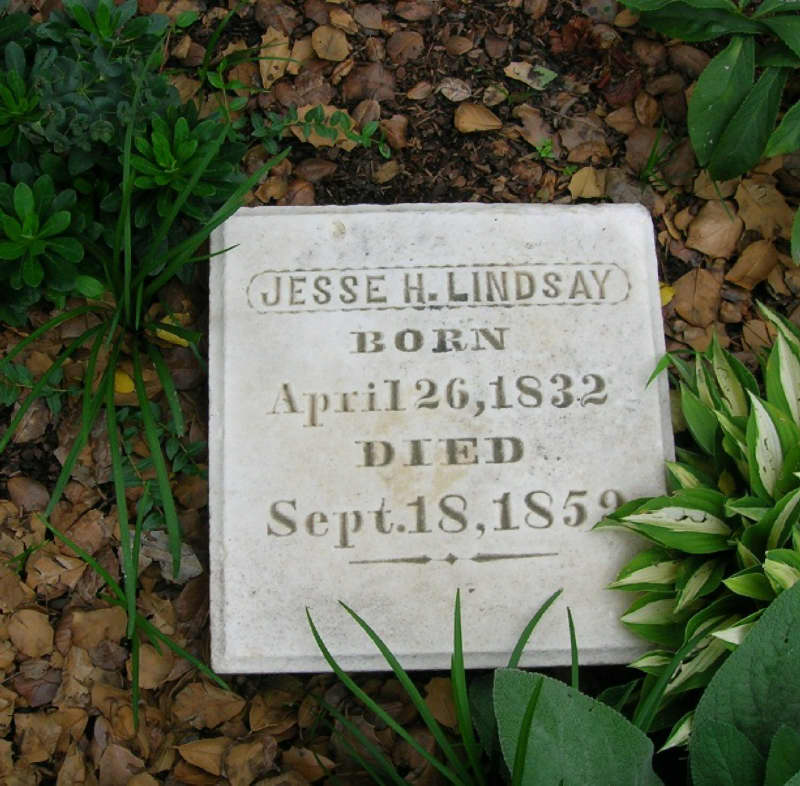 JESSE H. LINDSAY
BORN
April 26, 1832
DIED
Sept. 18, 1859